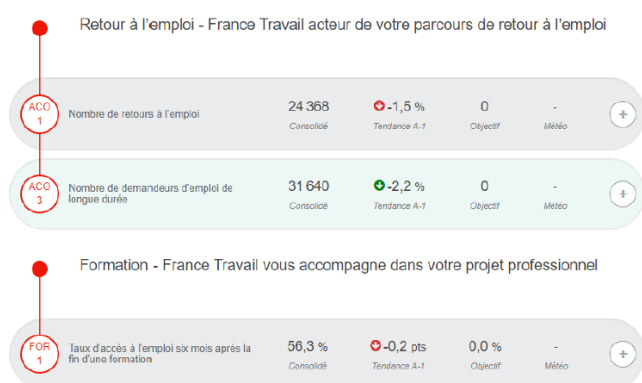 Retour à l'emploi - France Travail acteur de votre parcours de retour à l'emploi
ACO 1
Nombre de retours à l'emploi
24 368
Consolidé
-1,5 %
Tendance A-1
0
Objectif
-
Météo
+
ACO 3
Nombre de demandeurs d'emploi de
longue durée
31 640
Consolidé
-2,2 %
Tendance A-1
0
Objectif
-
Météo
+
Formation - France Travail vous accompagne dans votre projet professionnel
FOR 1
Taux d'accès à l'emploi six mois après la
fin d'une formation
56,3 %
Consolidé
-0,2 pts
Tendance A-1
0,0 %
Objectif
-
Météo
+